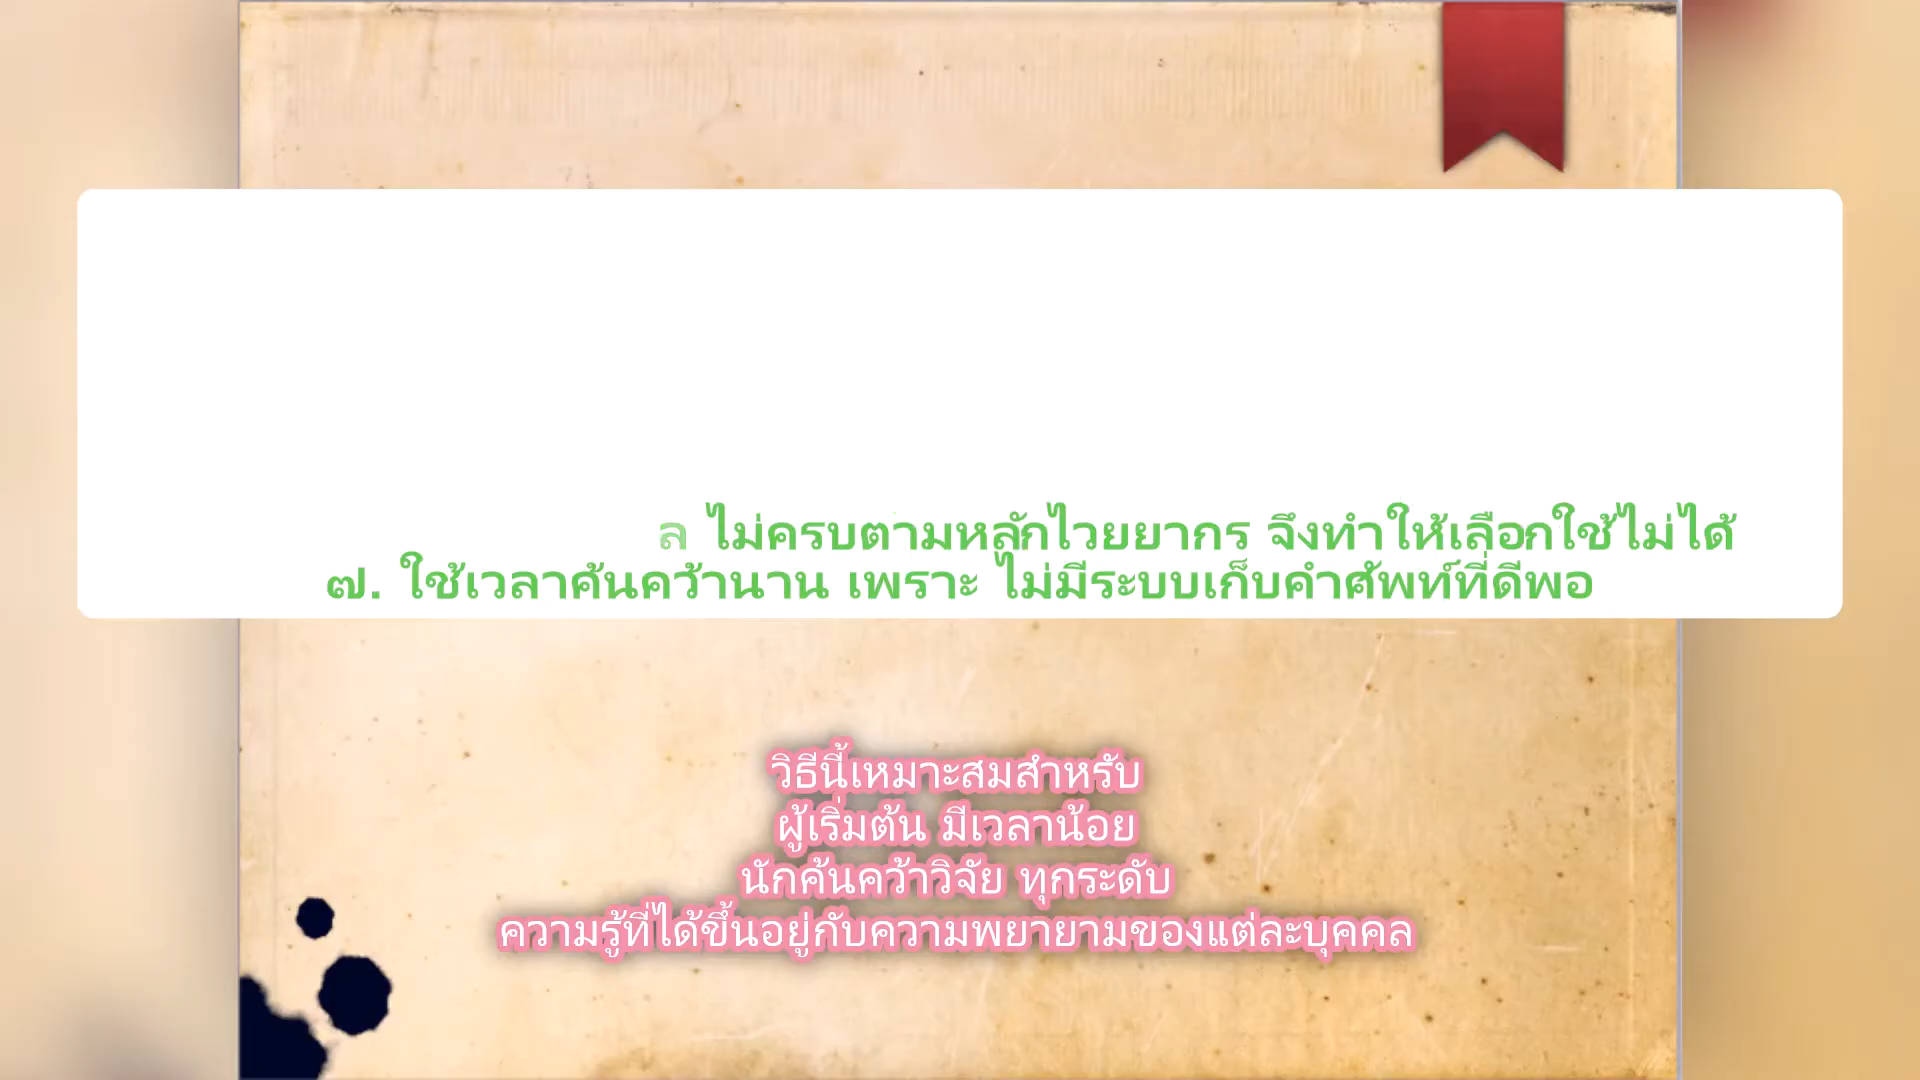 ล ไม่ครบตามหลักไวยยากร จึงทำให้เลือกใช้ไม่ได้
๗. ใช้เวลาค้นคว้านาน เพราะ ไม่มีระบบเก็บคำศัพท์ที่ดีพอ
วิธีนี้เหมาะสมสำหรับ
ผู้เริ่มต้น มีเวลาน้อย
นักค้นคว้าวิจัย ทุกระดับ
ความรู้ที่ได้ขึ้นอยู่กับความพยายามของแต่ละบุคคล